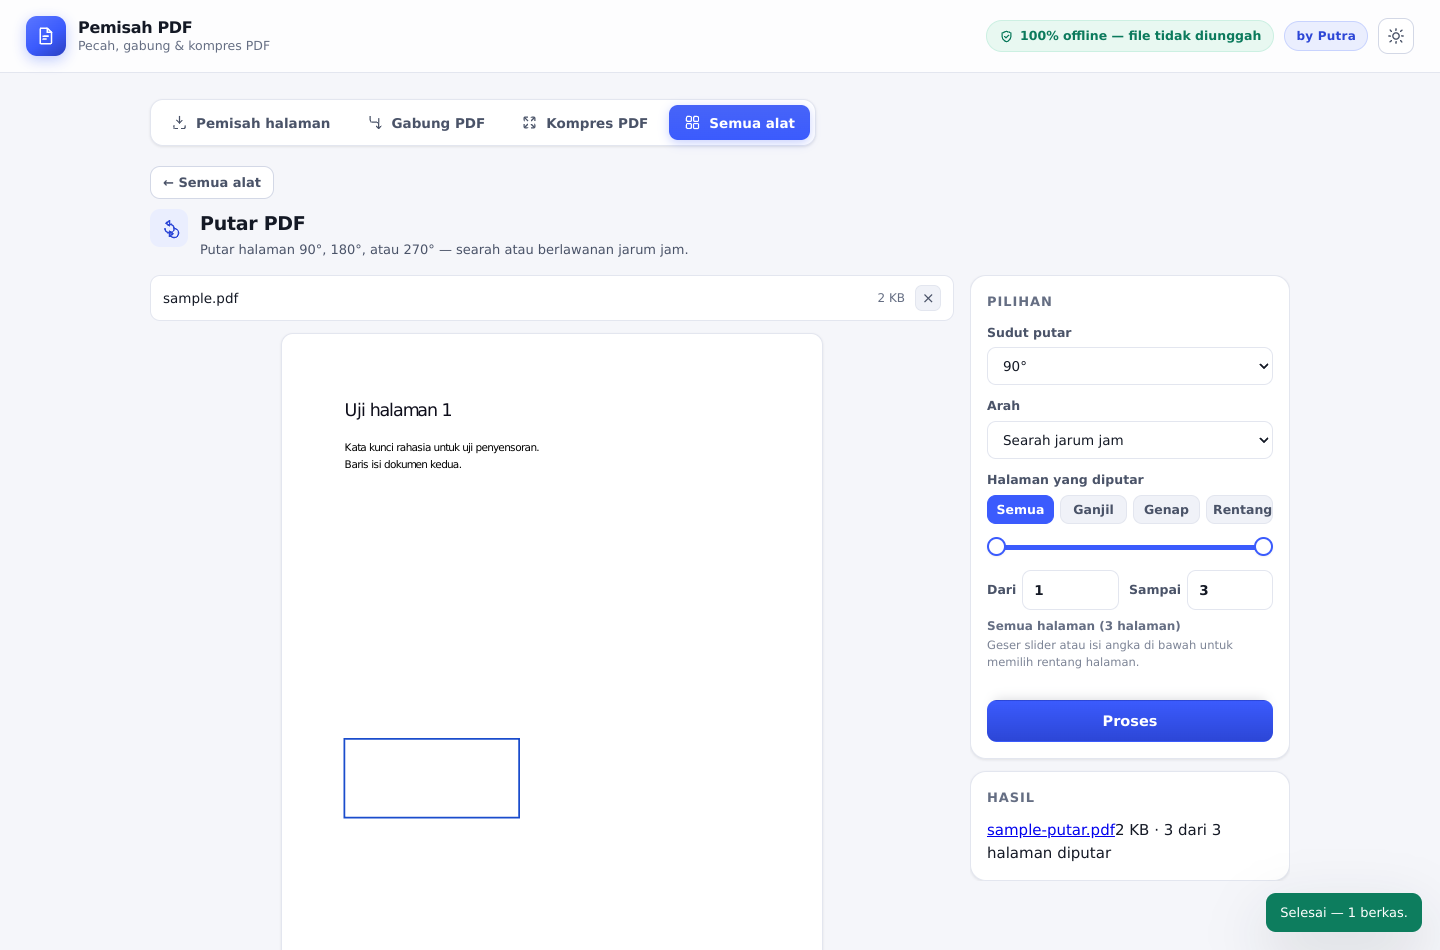 Pemisah PDF
Pecah, gabung & kompres PDF
100% offline — file tidak diunggah
by Putra
Pemisah halaman
Gabung PDF
Kompres PDF
Semua alat
← Semua alat
Putar PDF
Putar halaman 90°, 180°, atau 270° — searah atau berlawanan jarum jam.
sample.pdf
2 KB
Uji halaman 1
Kata kunci rahasia untuk uji penyensoran.
Baris isi dokumen kedua.
PILIHAN
Sudut putar
90°
Arah
Searah jarum jam
Halaman yang diputar
Semua
Ganjil
Genap
Rentang
Dari
1
Sampai
3
Semua halaman (3 halaman)
Geser slider atau isi angka di bawah untuk
memilih rentang halaman.
Proses
HASIL
sample-putar.pdf2 KB · 3 dari 3
halaman diputar
Selesai — 1 berkas.